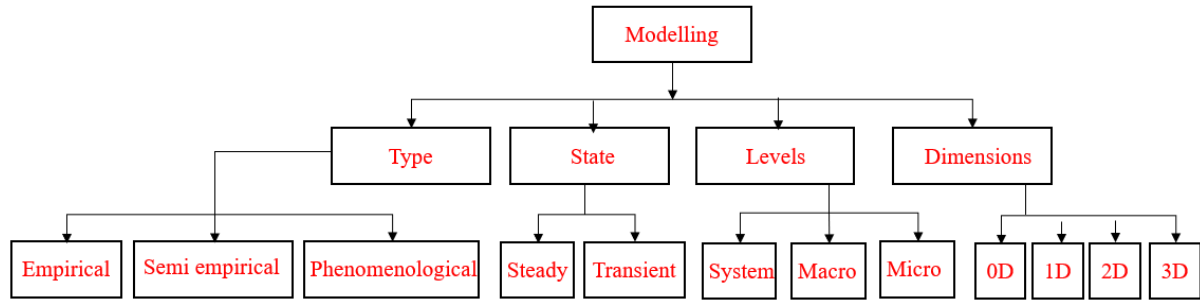 Modelling
Type
State
Levels
Dimensions
Empirical
Semi empirical
Phenomenological
Steady
Transient
System
Macro
Micro
0D
1D
2D
3D